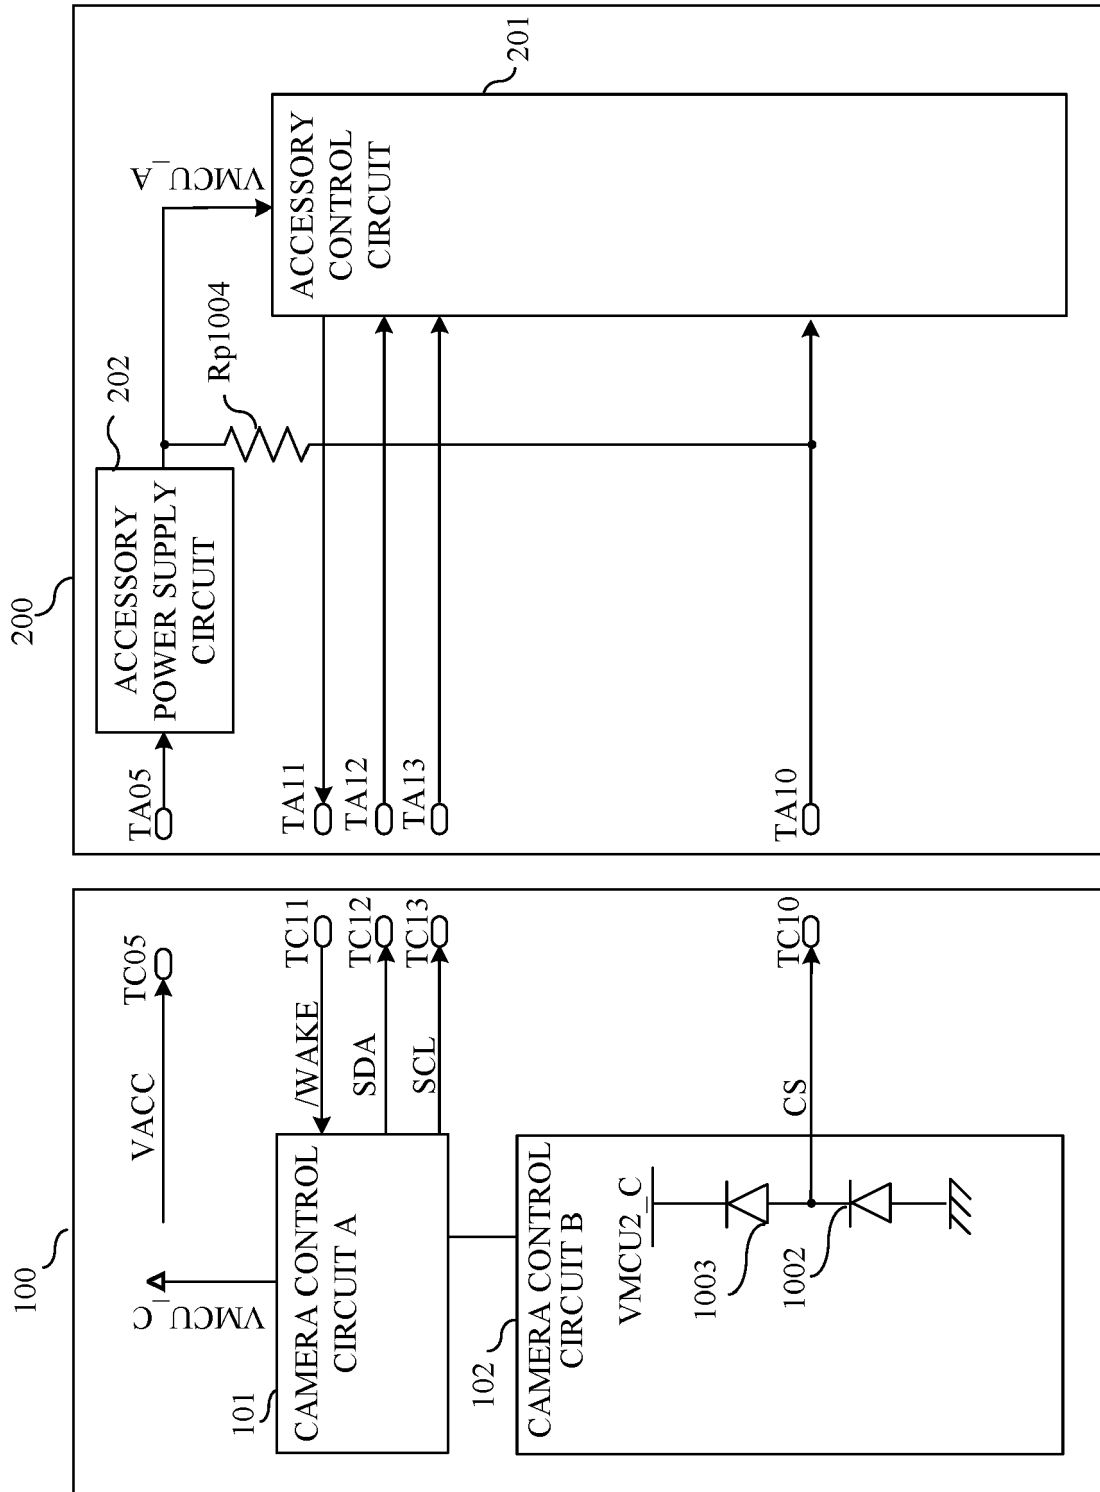 100
VMCU_C
VACC
TC05
101
CAMERA CONTROL
CIRCUIT A
/WAKE
TC11
SDA
TC12
SCL
TC13
102
CAMERA CONTROL
CIRCUIT B
VMCU2_C
1003
1002
CS
TC10
200
TA05
ACCESSORY
POWER SUPPLY
CIRCUIT
202
Rp1004
VMCU_A
TA11
TA12
TA13
TA10
ACCESSORY
CONTROL
CIRCUIT
201